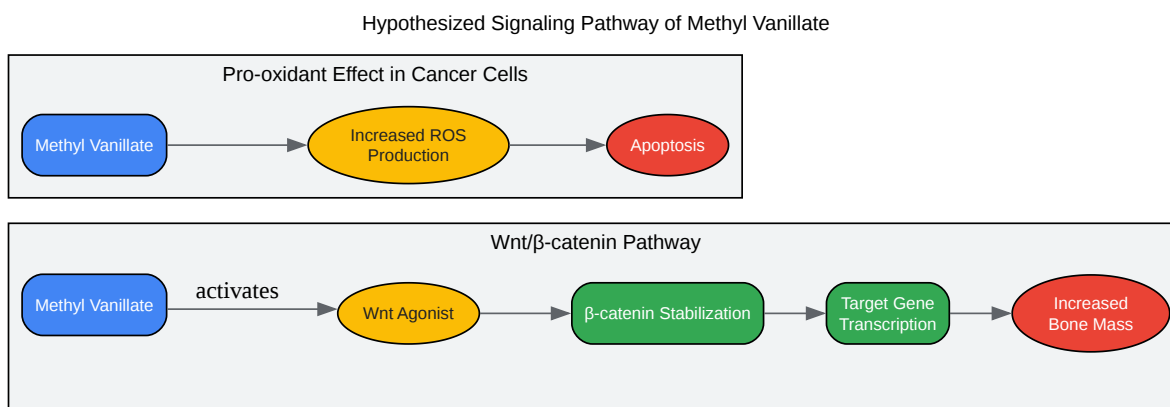 Hypothesized Signaling Pathway of Methyl Vanillate
Pro-oxidant Effect in Cancer Cells
Methyl Vanillate
Increased ROS
Production
Apoptosis
Wnt/β-catenin Pathway
Methyl Vanillate
activates
Wnt Agonist
β-catenin Stabilization
Target Gene
Transcription
Increased
Bone Mass